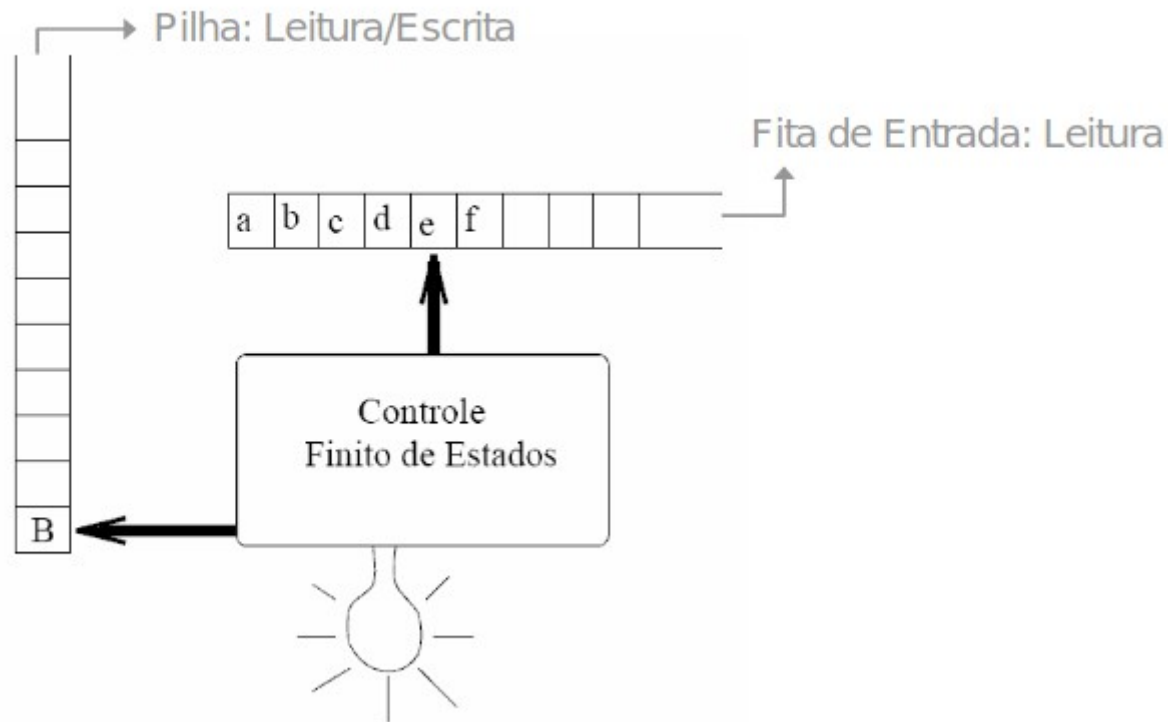 Pilha: Leitura/Escrita
Fita de Entrada: Leitura
a b c d e f
Controle
Finito de Estados
B